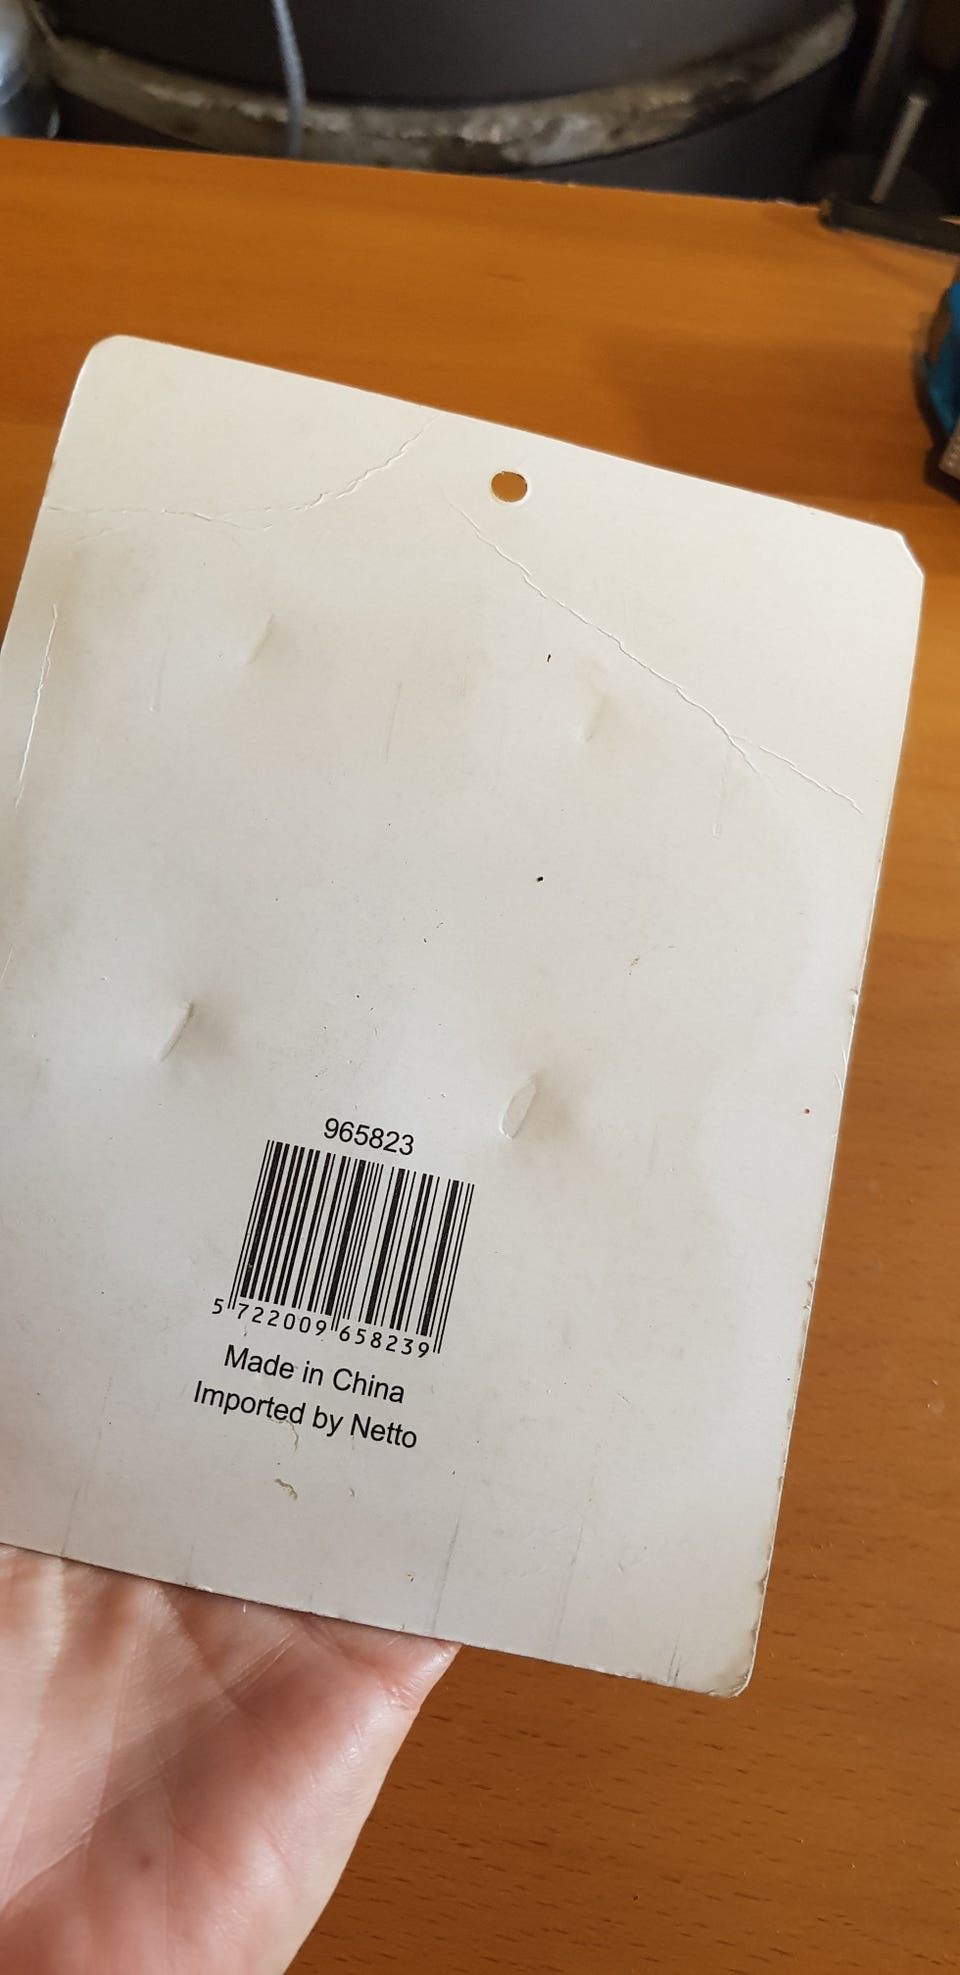 965823
5 722009 658239
Made in China
Imported by Netto